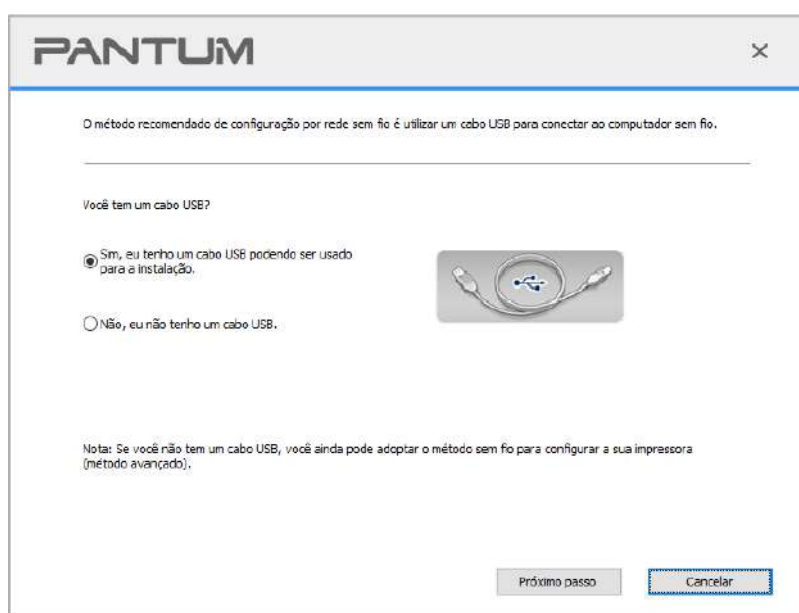 PANTUM
O método recomendado de configuração por rede sem fio é utilizar um cabo USB para conectar ao computador sem fio.
Você tem um cabo USB?
Sim, eu tenho um cabo USB podendo ser usado
para a instalação.
Não, eu não tenho um cabo USB.
Nota: Se você não tem um cabo USB, você ainda pode adoptar o método sem fio para configurar a sua impressora
(método avançado).
Próximo passo
Cancelar